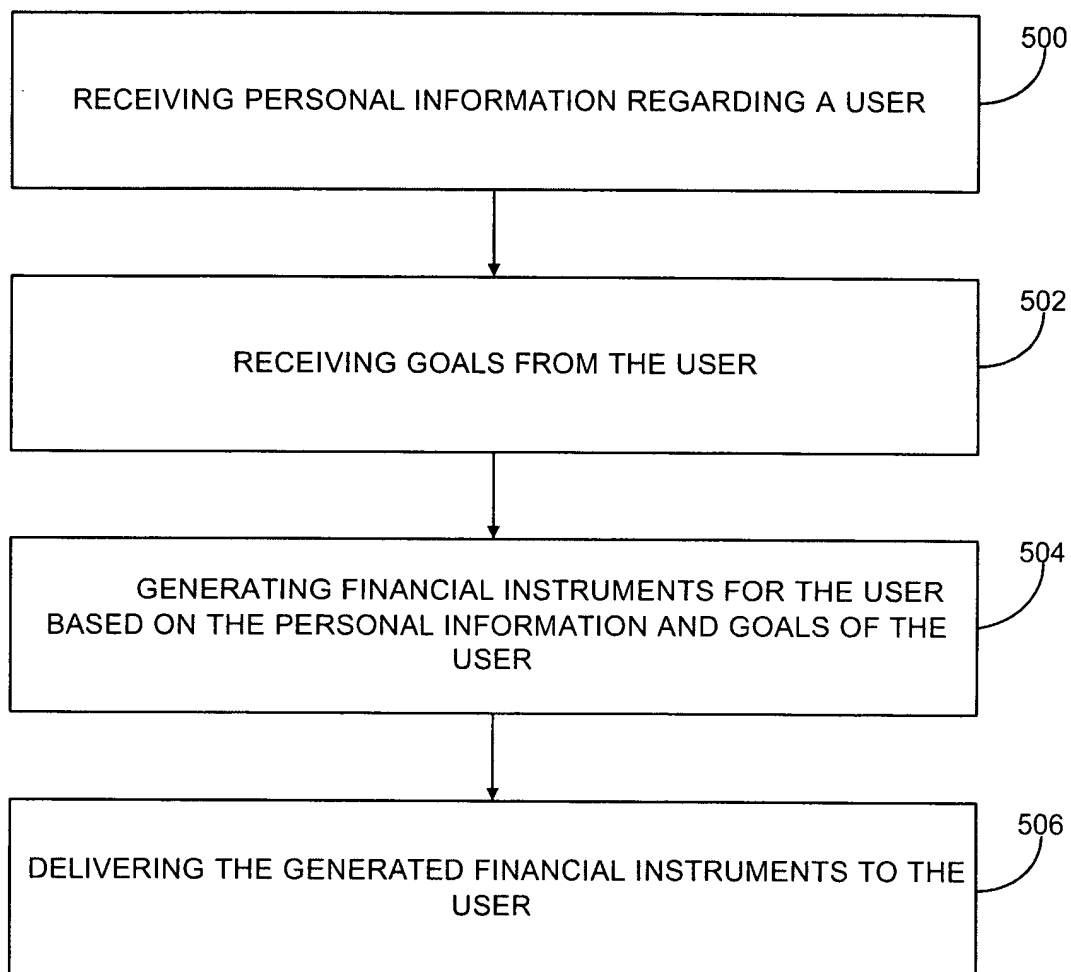 500
RECEIVING PERSONAL INFORMATION REGARDING A USER
502
RECEIVING GOALS FROM THE USER
504
GENERATING FINANCIAL INSTRUMENTS FOR THE USER
BASED ON THE PERSONAL INFORMATION AND GOALS OF THE
USER
506
DELIVERING THE GENERATED FINANCIAL INSTRUMENTS TO THE
USER